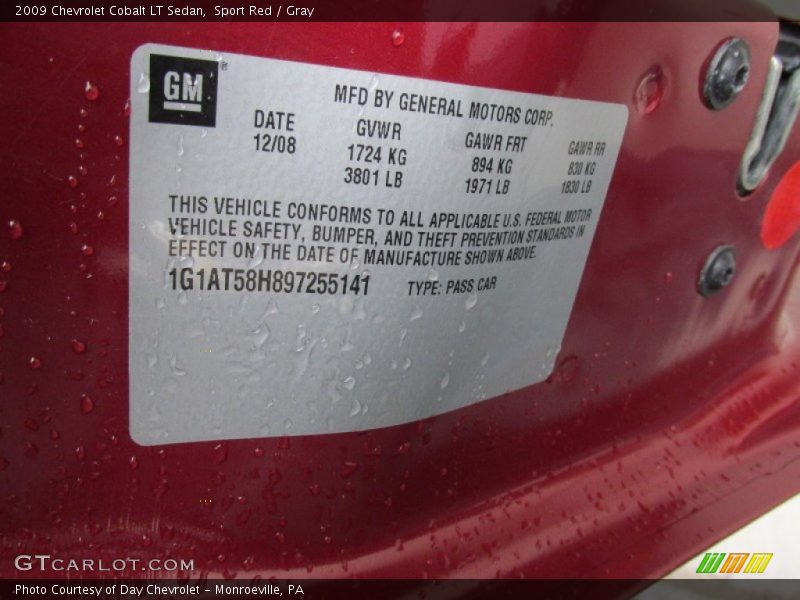 2009 Chevrolet Cobalt LT Sedan, Sport Red / Gray
GM®
MFD BY GENERAL MOTORS CORP.
DATE GVWR GAWR FRT GAWR RR
12/08 1724 KG 894 KG 830 KG
3801 LB 1971 LB 1830 LB
THIS VEHICLE CONFORMS TO ALL APPLICABLE U.S. FEDERAL MOTOR
VEHICLE SAFETY, BUMPER, AND THEFT PREVENTION STANDARDS IN
EFFECT ON THE DATE OF MANUFACTURE SHOWN ABOVE.
1G1AT58H897255141 TYPE: PASS CAR
GTCARLOT.COM
Photo Courtesy of Day Chevrolet - Monroeville, PA